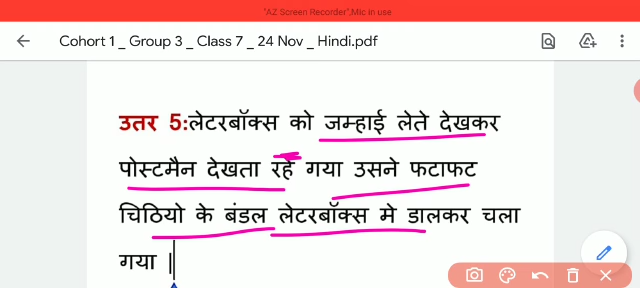 "AZ Screen Recorder",Mic in use
Cohort 1 _ Group 3 _ Class 7 _ 24 Nov _ Hindi.pdf
उतर 5:लेटरबॉक्स को जम्हाई लेते देखकर
पोस्टमैन देखता रहे गया उसने फटाफट
चिठियो के बंडल लेटरबॉक्स मे डालकर चला
गया |